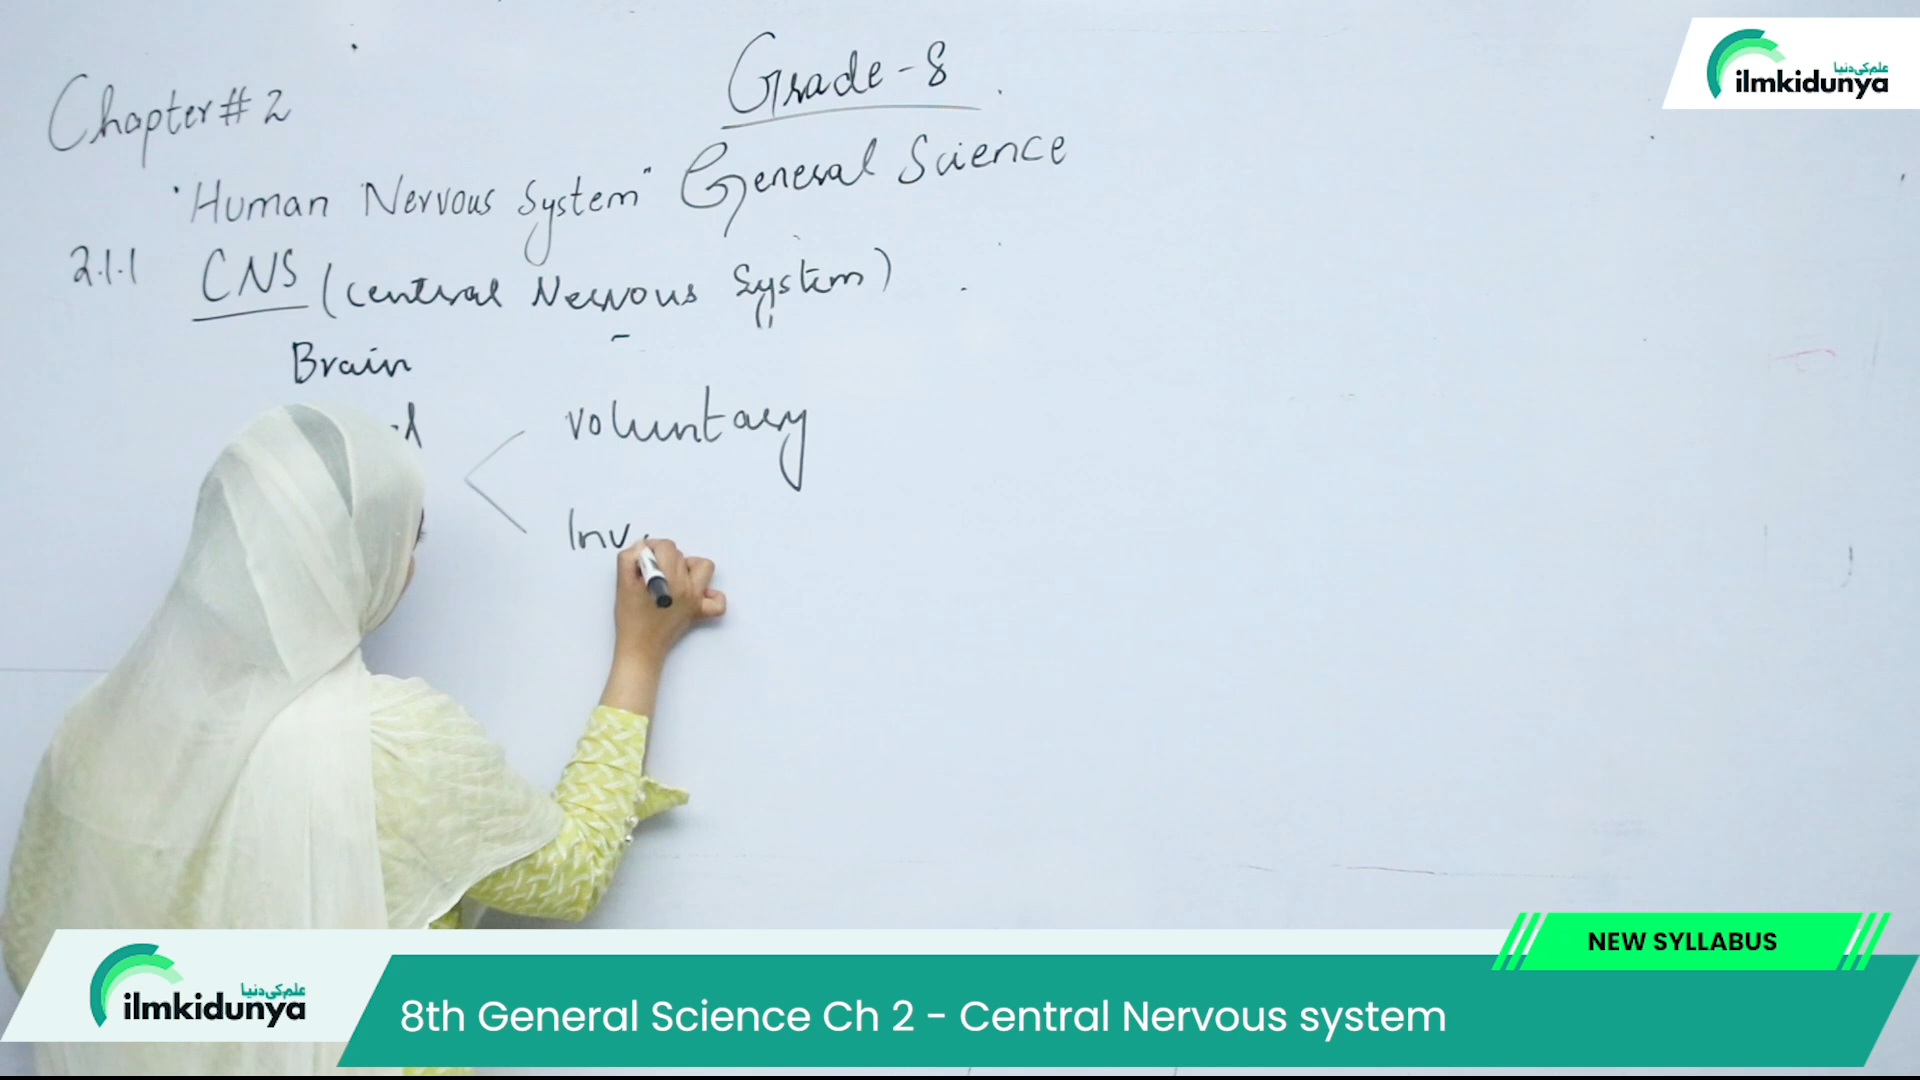 Grade-8
Chapter # 2
"Human Nervous System" General Science
2.1.1 CNS (Central Nervous System)
Brain
voluntary
Inv
علم کی دنیا
ilmkidunya
NEW SYLLABUS
علم کی دنیا
ilmkidunya
8th General Science Ch 2 - Central Nervous system